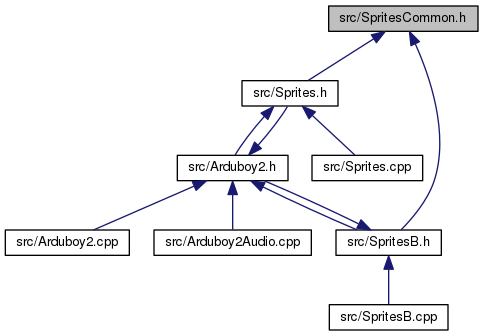 src/SpritesCommon.h
src/Sprites.h
src/Arduboy2.h
src/Sprites.cpp
src/Arduboy2.cpp
src/Arduboy2Audio.cpp
src/SpritesB.h
src/SpritesB.cpp